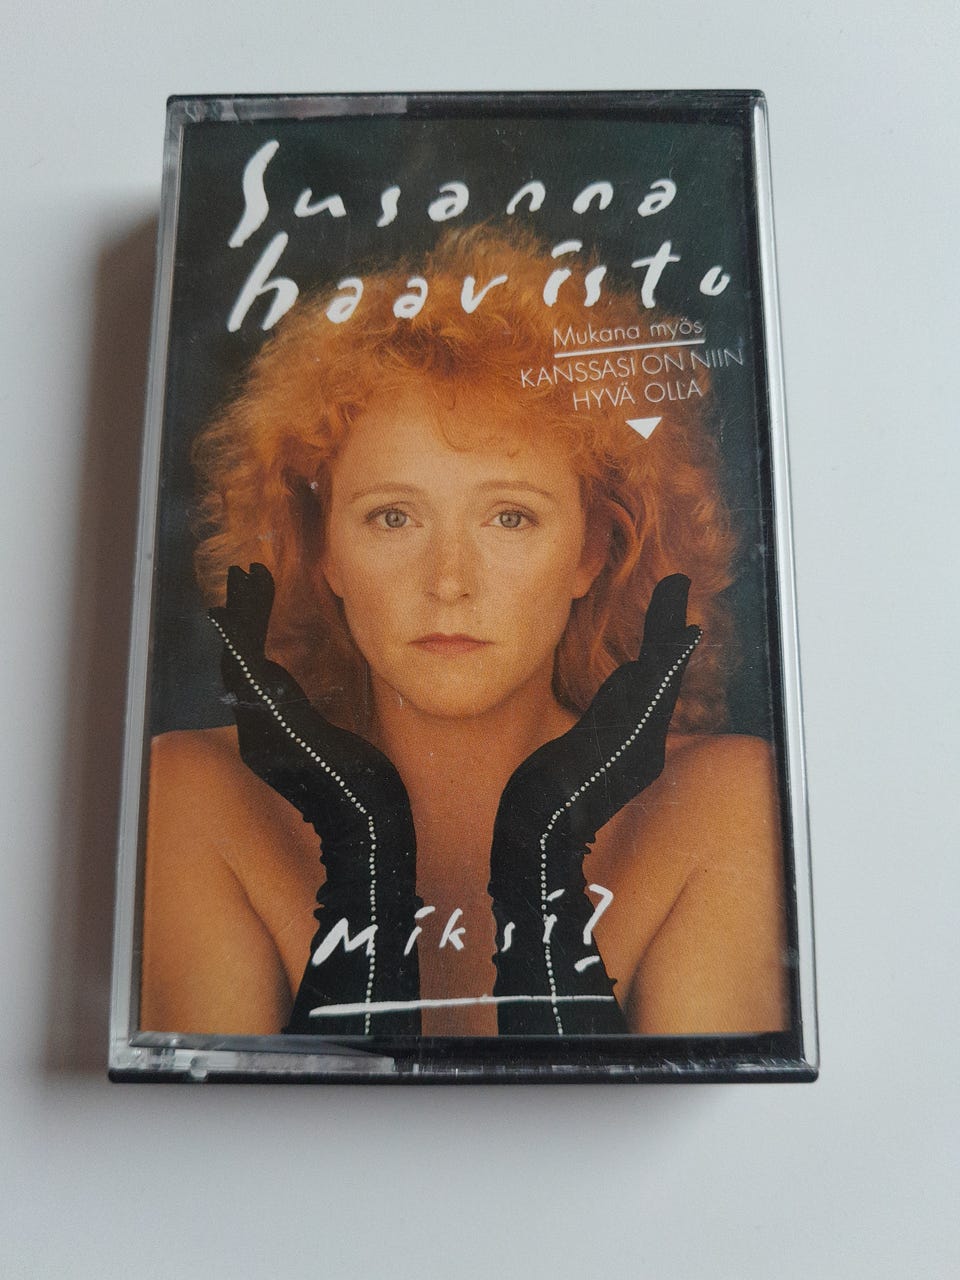 Susanna
haavisto
Mukana myös
KANSSASI ON NIIN
HYVÄ OLLA
Miksi?